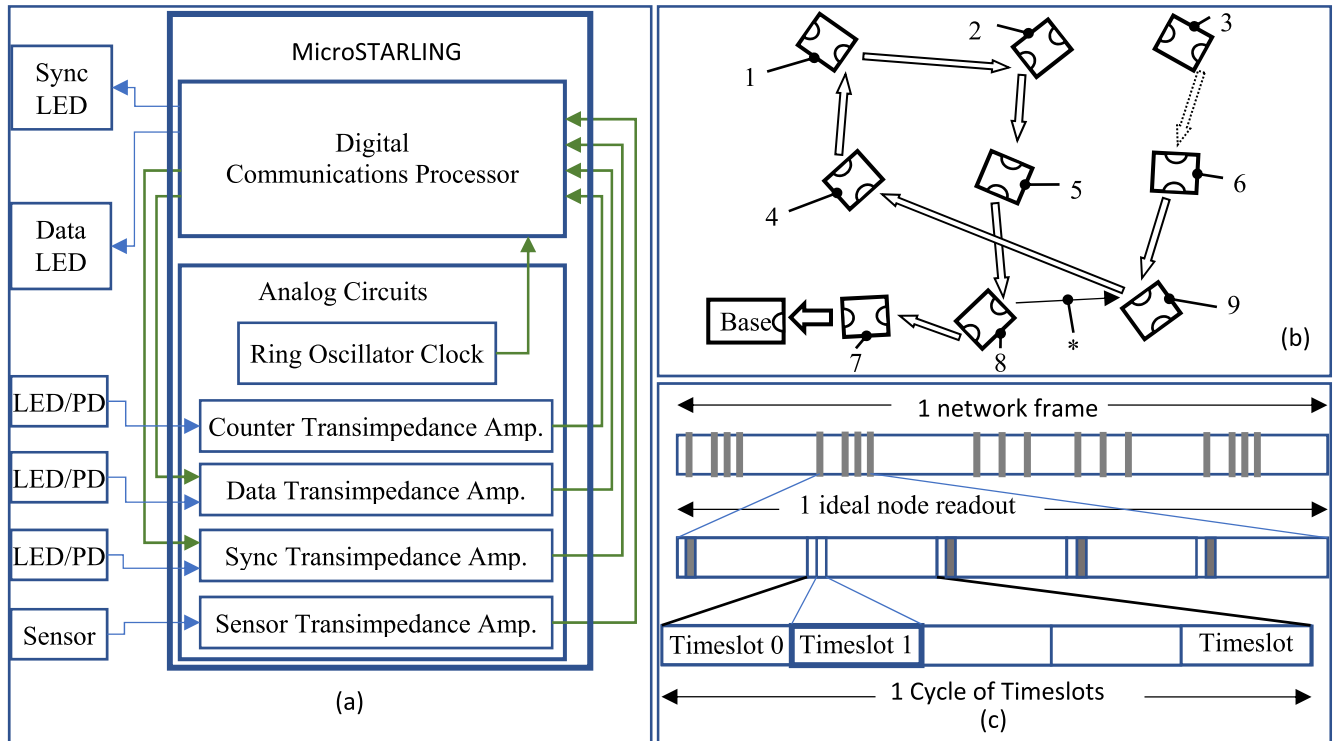 MicroSTARLING
Sync
LED
Digital
Communications Processor
Data
LED
Analog Circuits
Ring Oscillator Clock
LED/PD
Counter Transimpedance Amp.
LED/PD
Data Transimpedance Amp.
LED/PD
Sync Transimpedance Amp.
Sensor
Sensor Transimpedance Amp.
(a)
1
2
3
4
5
6
Base
7
8
*
9
(b)
1 network frame
1 ideal node readout
Timeslot 0
Timeslot 1
Timeslot
1 Cycle of Timeslots
(c)